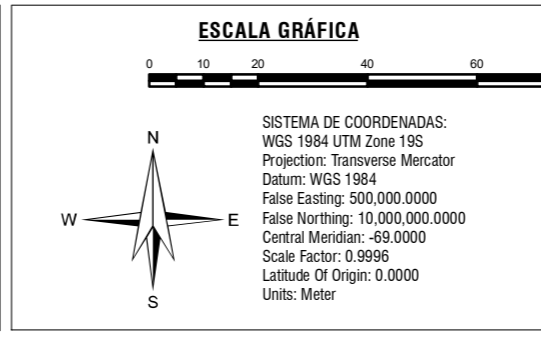 ESCALA GRÁFICA
0 10 20 40 60
SISTEMA DE COORDENADAS:
WGS 1984 UTM Zone 19S
Projection: Transverse Mercator
Datum: WGS 1984
False Easting: 500,000.0000
False Northing: 10,000,000.0000
Central Meridian: -69.0000
Scale Factor: 0.9996
Latitude Of Origin: 0.0000
Units: Meter
N
W E
S